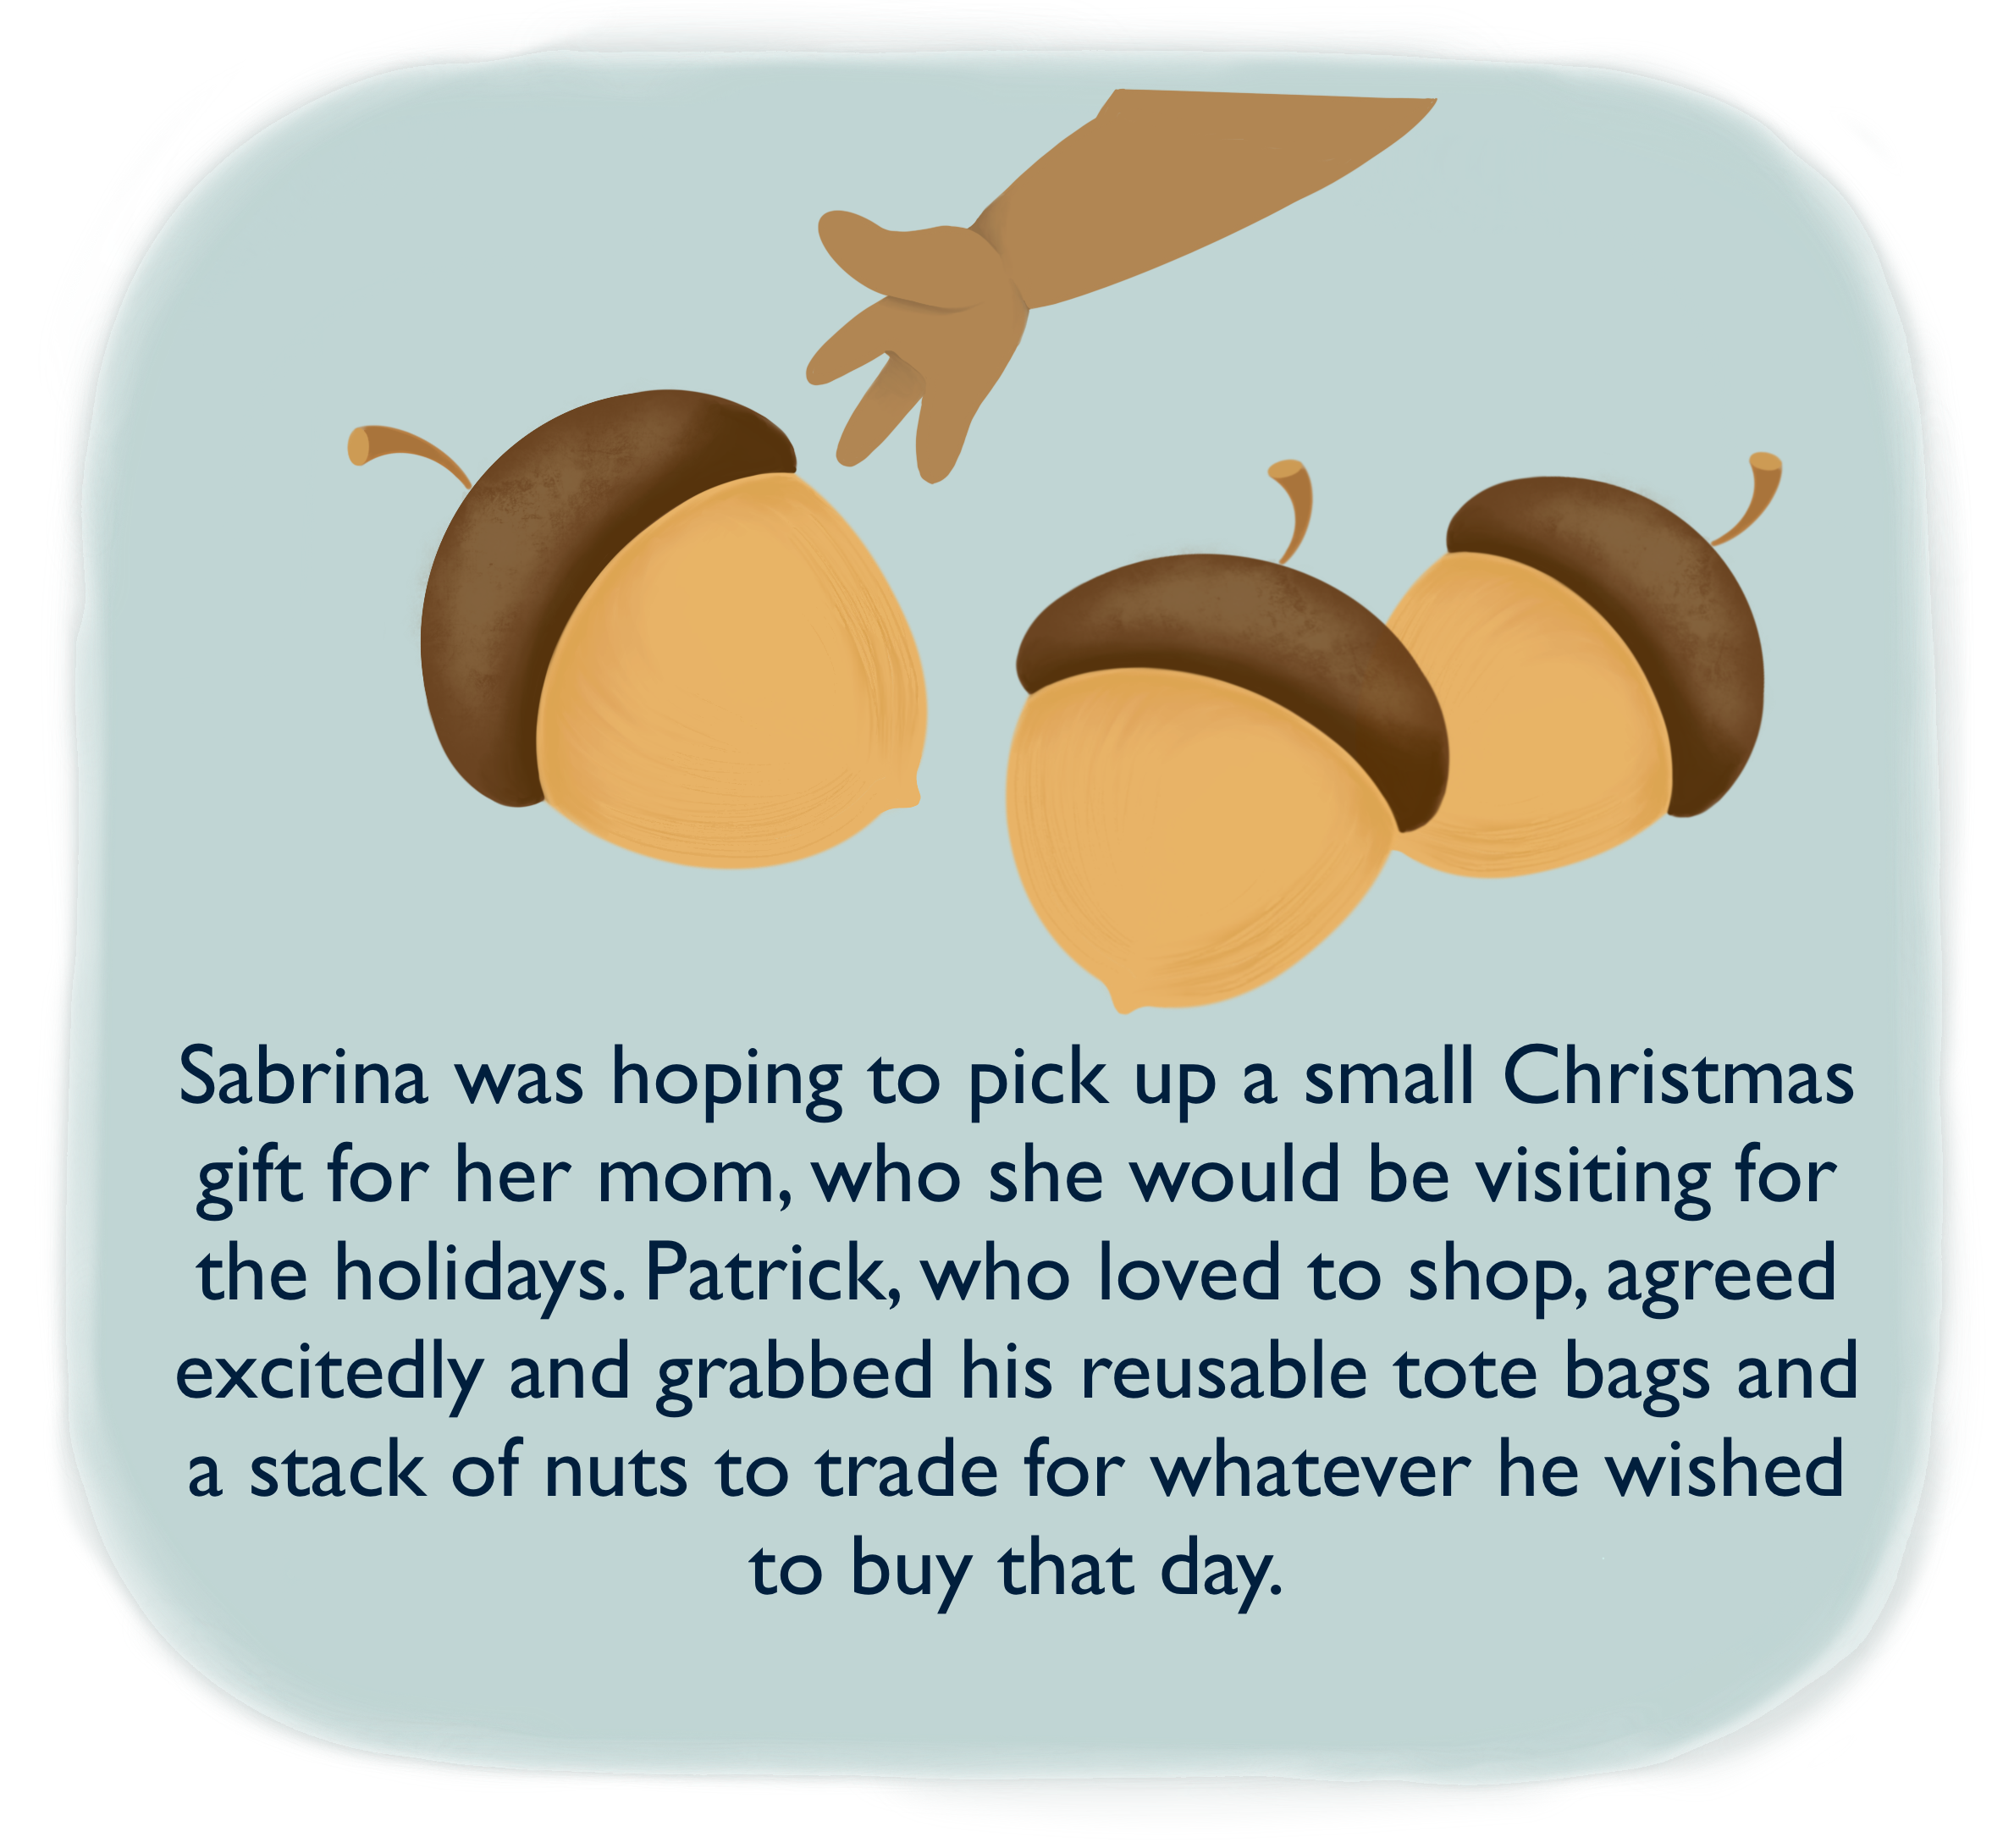 Sabrina was hoping to pick up a small Christmas
gift for her mom, who she would be visiting for
the holidays. Patrick, who loved to shop, agreed
excitedly and grabbed his reusable tote bags and
a stack of nuts to trade for whatever he wished
to buy that day.